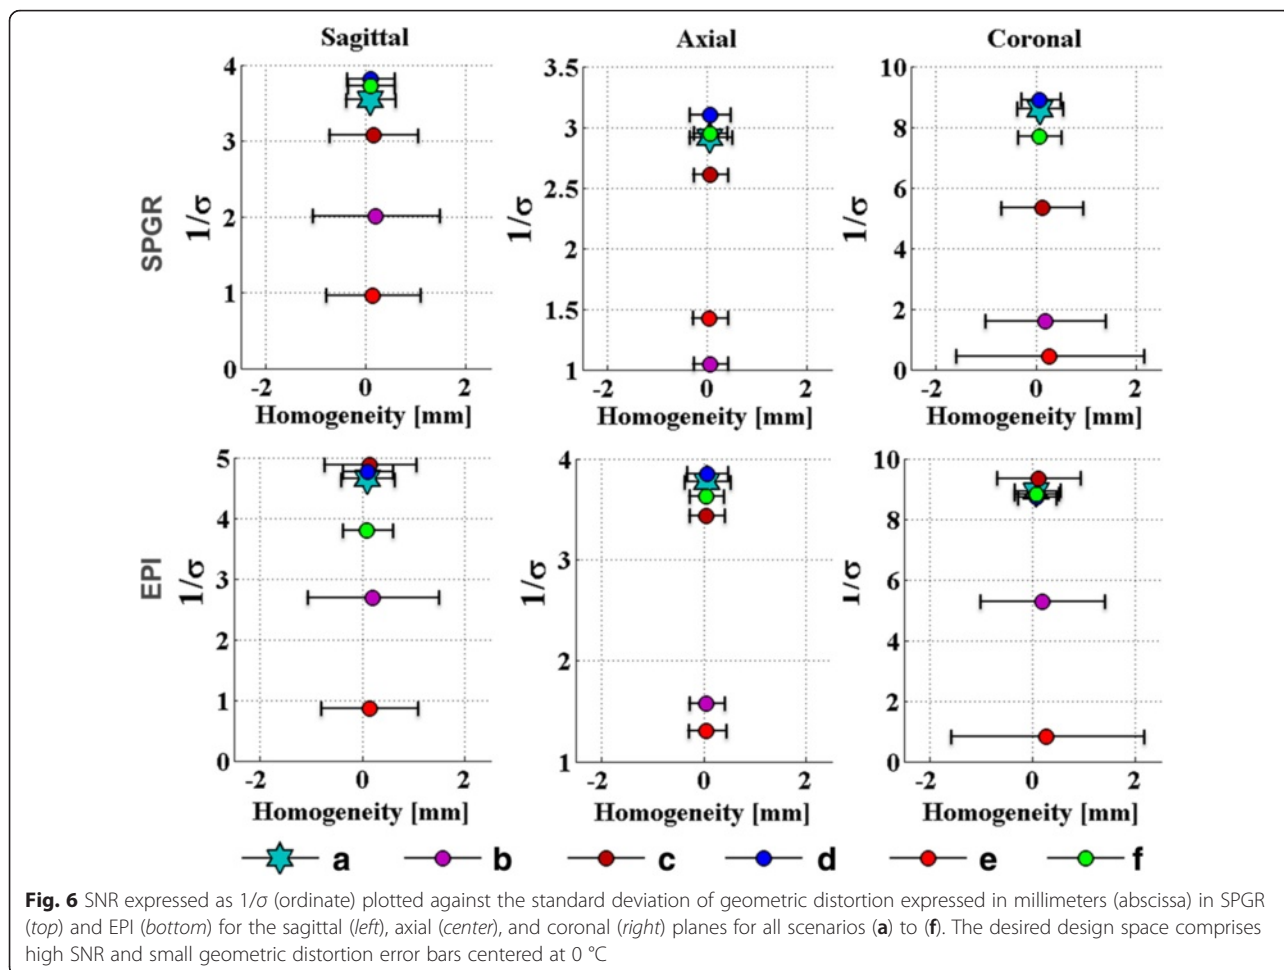 Sagittal Axial Coronal
SPGR
1/σ
4
3
2
1
0
-2 0 2
Homogeneity [mm]
1/σ
3.5
3
2.5
2
1.5
1
-2 0 2
Homogeneity [mm]
1/σ
10
8
6
4
2
0
-2 0 2
Homogeneity [mm]
EPI
1/σ
5
4
3
2
1
0
-2 0 2
Homogeneity [mm]
1/σ
4
3
2
1
-2 0 2
Homogeneity [mm]
1/σ
10
8
6
4
2
0
-2 0 2
Homogeneity [mm]
a b c d e f
Fig. 6 SNR expressed as 1/σ (ordinate) plotted against the standard deviation of geometric distortion expressed in millimeters (abscissa) in SPGR
(top) and EPI (bottom) for the sagittal (left), axial (center), and coronal (right) planes for all scenarios (a) to (f). The desired design space comprises
high SNR and small geometric distortion error bars centered at 0 °C